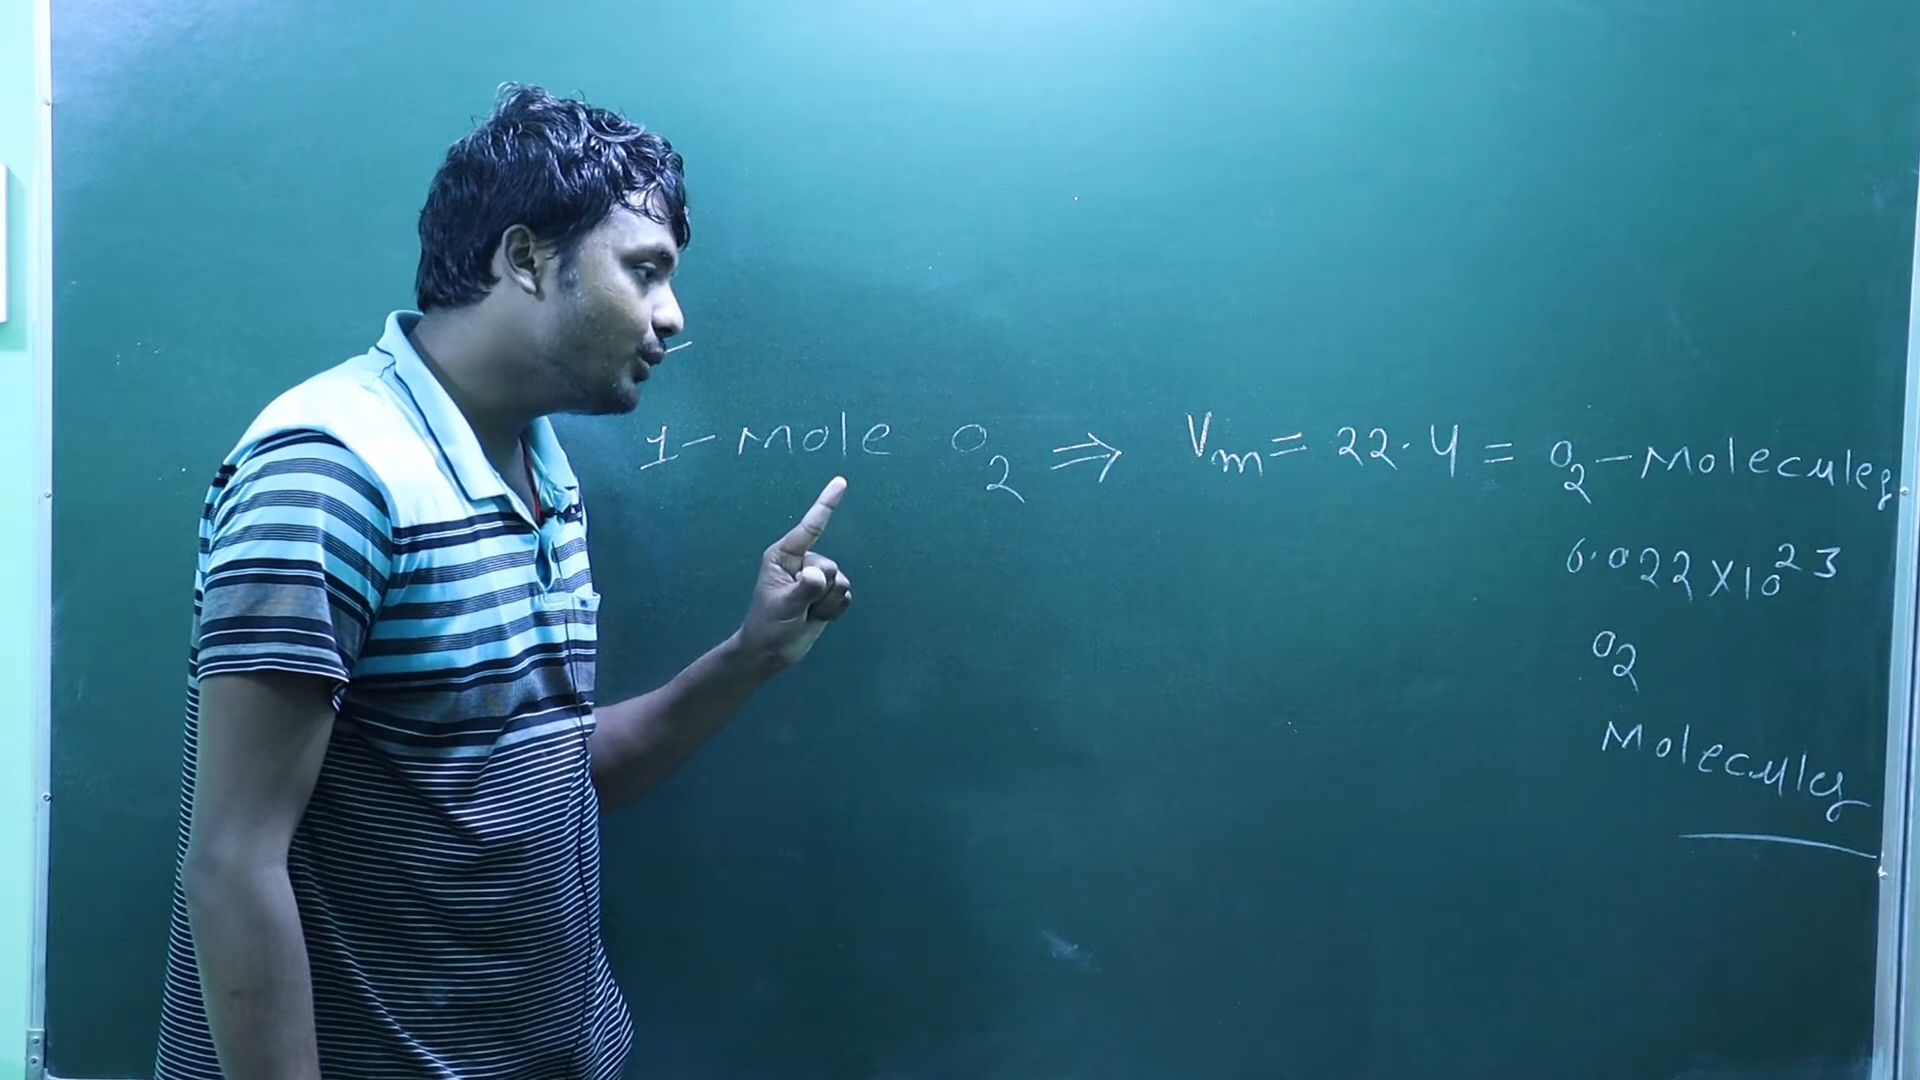 1- Mole O2 ⇒ Vm = 22.4 = O2-Molecules
6.022 X 10^23
O2
Molecules